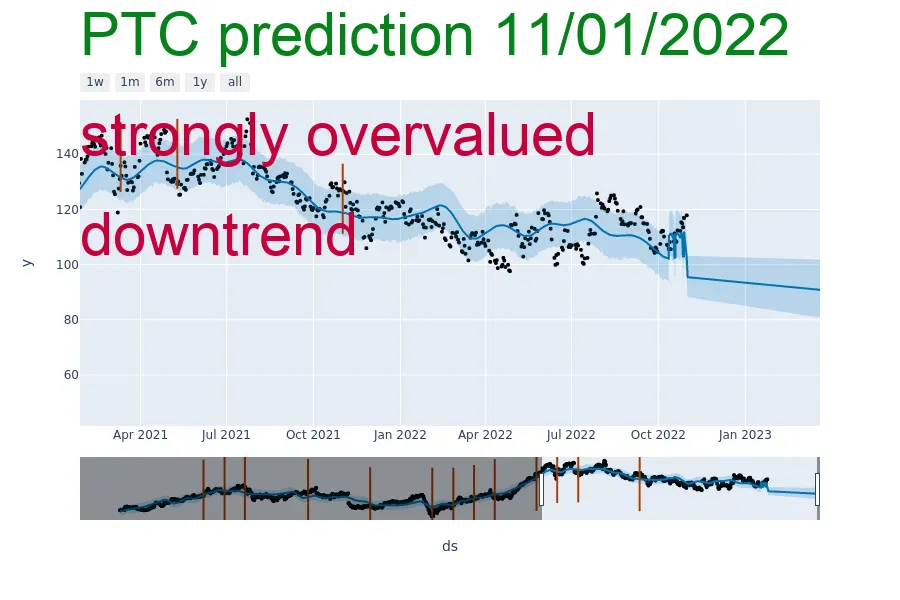 PTC prediction 11/01/2022
1w 1m 6m 1y all
strongly overvalued
140
120
downtrend
100
y
80
60
Apr 2021 Jul 2021 Oct 2021 Jan 2022 Apr 2022 Jul 2022 Oct 2022 Jan 2023
ds